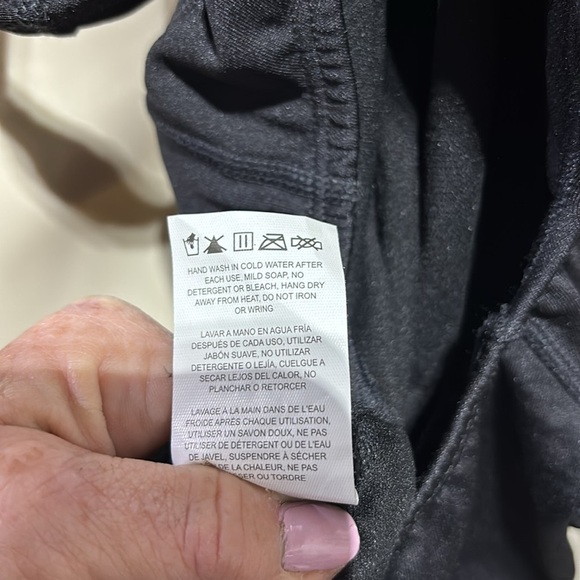 HAND WASH IN COLD WATER AFTER
EACH USE, MILD SOAP, NO
DETERGENT OR BLEACH, HANG DRY
AWAY FROM HEAT, DO NOT IRON
OR WRING
LAVAR A MANO EN AGUA FRÍA
DESPUÉS DE CADA USO, UTILIZAR
JABÓN SUAVE, NO UTILIZAR
DETERGENTE O LEJÍA, CUELGUE A
SECAR LEJOS DEL CALOR, NO
PLANCHAR O RETORCER
LAVAGE À LA MAIN DANS DE L'EAU
FROIDE APRÈS CHAQUE UTILISATION,
UTILISER UN SAVON DOUX, NE PAS
UTILISER DE DÉTERGENT OU DE L'EAU
DE JAVEL, SUSPENDRE À SÉCHER
DE LA CHALEUR, NE PAS
OU TORDRE